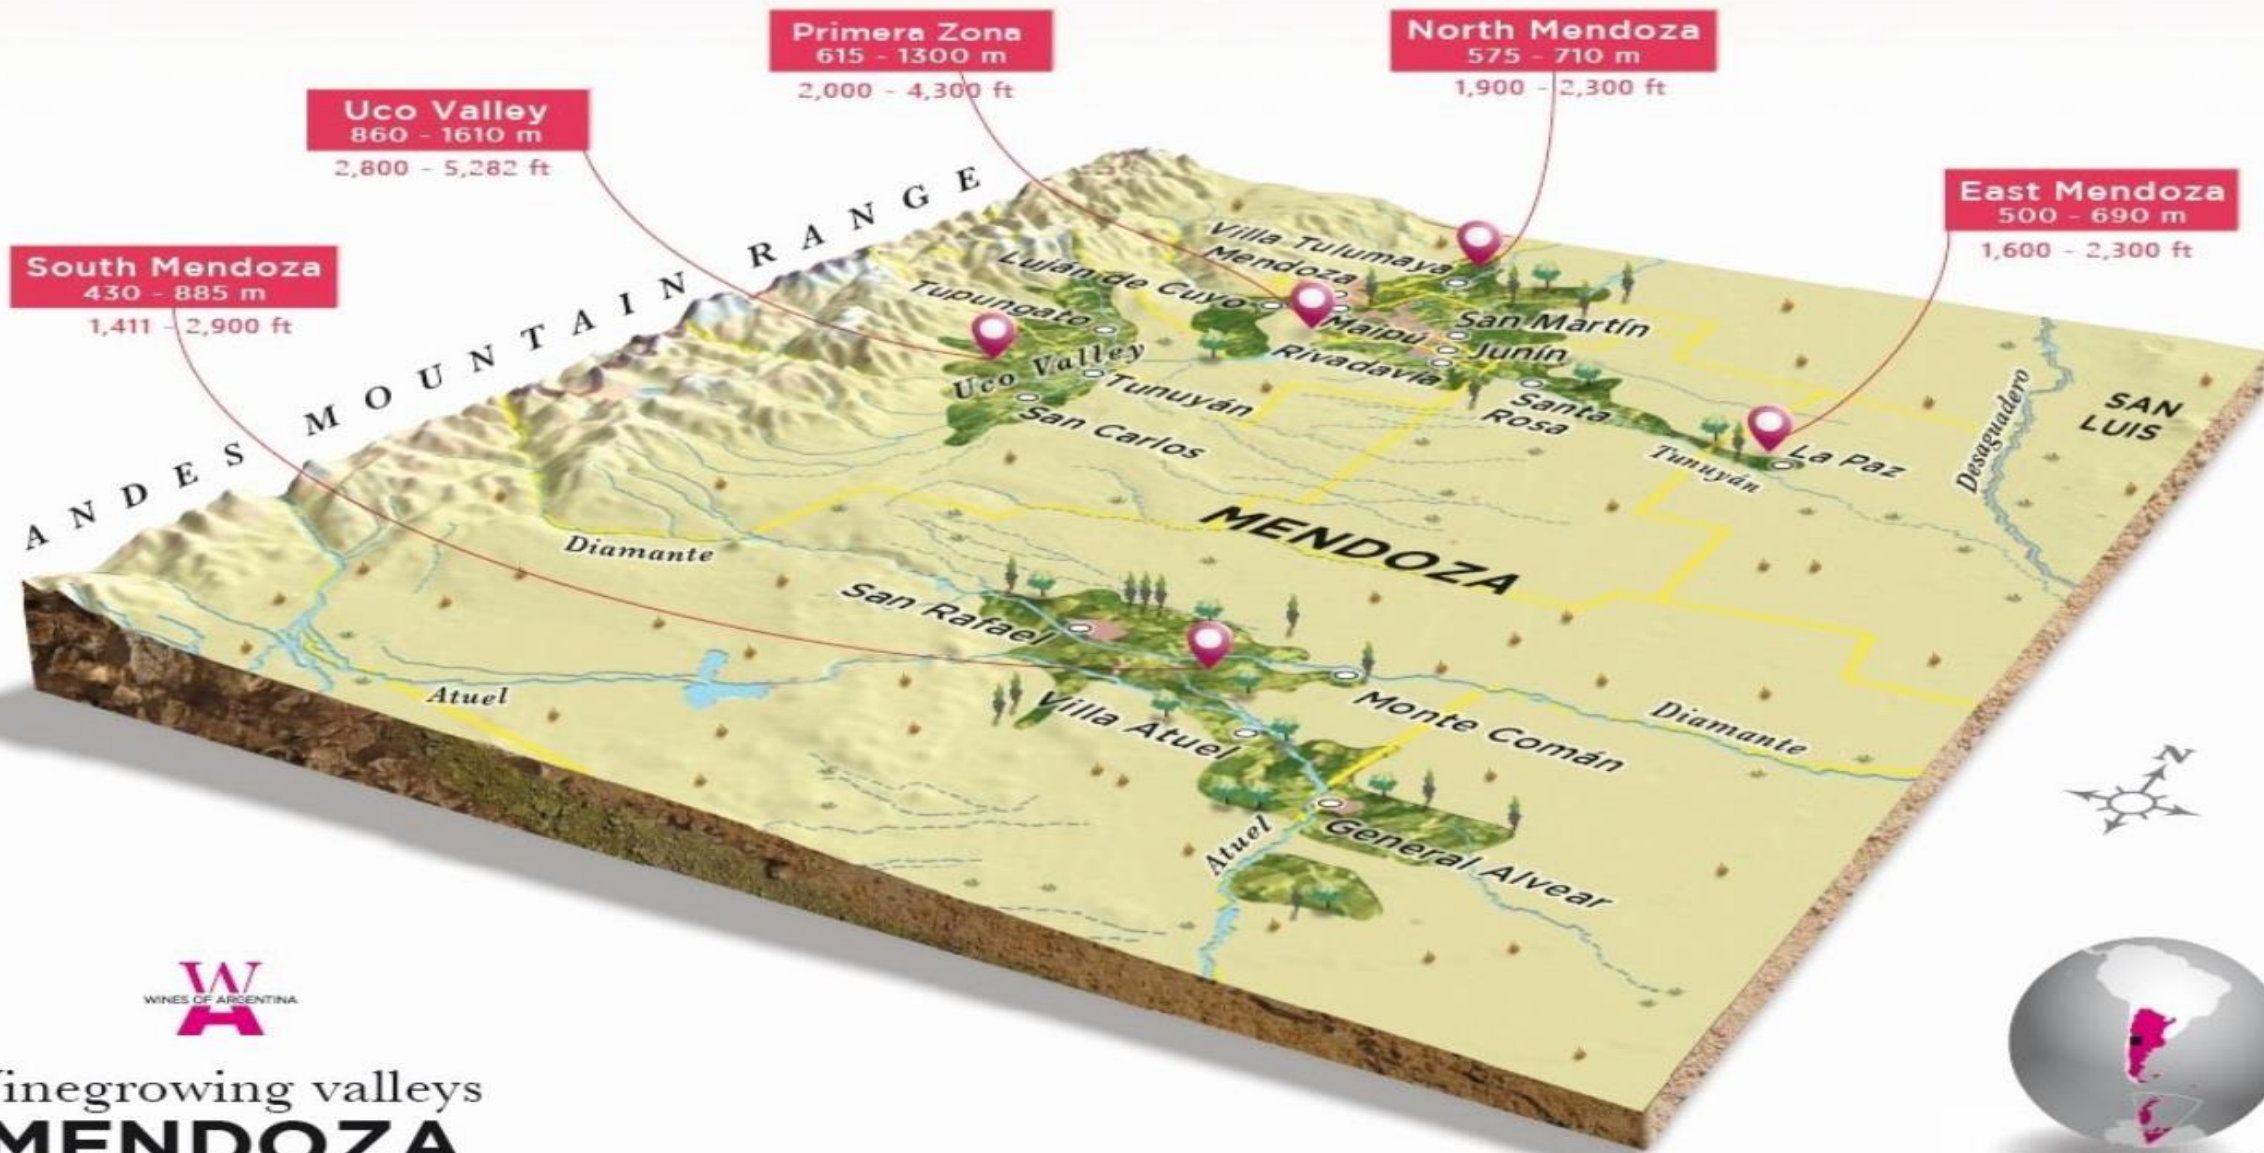 Primera Zona
615 - 1300 m
2,000 - 4,300 ft
North Mendoza
575 - 710 m
1,900 - 2,300 ft
Uco Valley
860 - 1610 m
2,800 - 5,282 ft
East Mendoza
500 - 690 m
1,600 - 2,300 ft
South Mendoza
430 - 885 m
1,411 - 2,900 ft
ANDES MOUNTAIN RANGE
Villa Tulumaya
Mendoza
Luján de Cuyo
Tupungato
Maipú
San Martín
Junín
Rivadavia
Uco Valley
Tunuyán
San Carlos
Santa
Rosa
Tunuyán
La Paz
Desaguadero
SAN
LUIS
MENDOZA
Diamante
San Rafael
Atuel
Villa Atuel
Monte Comán
Diamante
Atuel
General Alvear
N
WA
WINES OF ARGENTINA
inegrowing valleys
MENDOZA